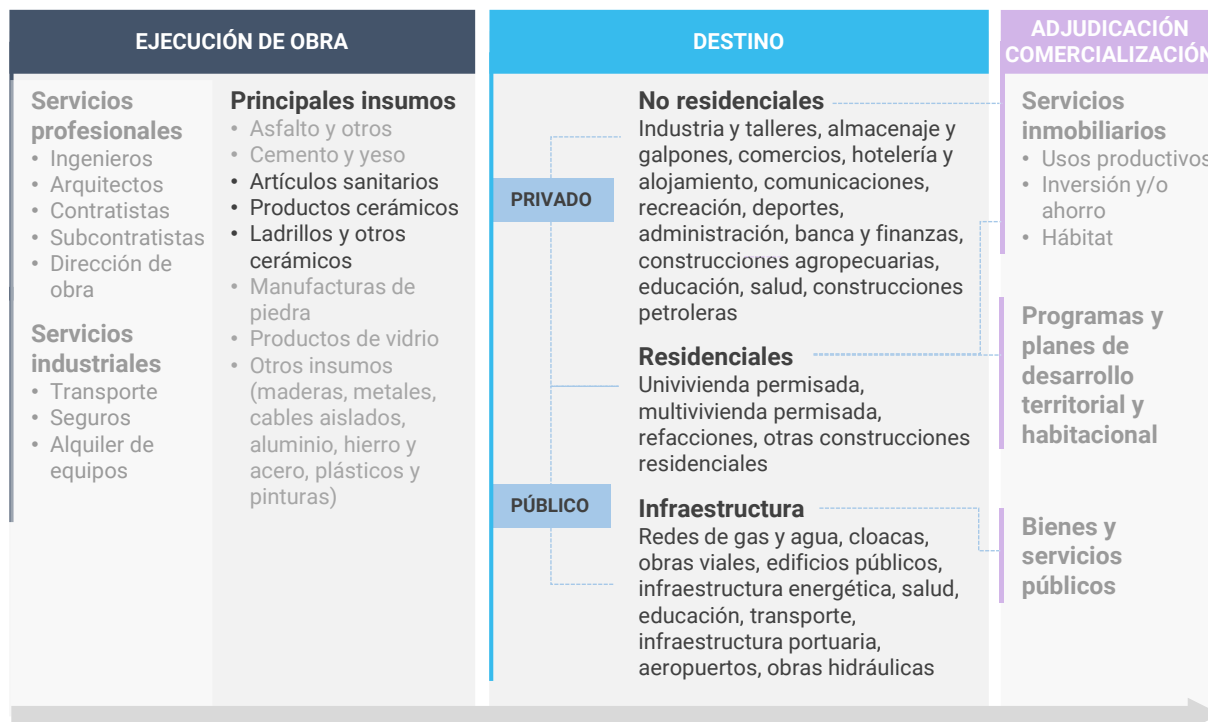 EJECUCIÓN DE OBRA
Servicios
profesionales
• Ingenieros
• Arquitectos
• Contratistas
• Subcontratistas
• Dirección de
obra
Servicios
industriales
• Transporte
• Seguros
• Alquiler de
equipos
Principales insumos
• Asfalto y otros
• Cemento y yeso
• Artículos sanitarios
• Productos cerámicos
• Ladrillos y otros
cerámicos
• Manufacturas de
piedra
• Productos de vidrio
• Otros insumos
(maderas, metales,
cables aislados,
aluminio, hierro y
acero, plásticos y
pinturas)
DESTINO
PRIVADO
PÚBLICO
No residenciales
Industria y talleres, almacenaje y
galpones, comercios, hotelería y
alojamiento, comunicaciones,
recreación, deportes,
administración, banca y finanzas,
construcciones agropecuarias,
educación, salud, construcciones
petroleras
Residenciales
Univivienda permisada,
multivivienda permisada,
refacciones, otras construcciones
residenciales
Infraestructura
Redes de gas y agua, cloacas,
obras viales, edificios públicos,
infraestructura energética, salud,
educación, transporte,
infraestructura portuaria,
aeropuertos, obras hidráulicas
ADJUDICACIÓN
COMERCIALIZACIÓN
Servicios
inmobiliarios
• Usos productivos
• Inversión y/o
ahorro
• Hábitat
Programas y
planes de
desarrollo
territorial y
habitacional
Bienes y
servicios
públicos